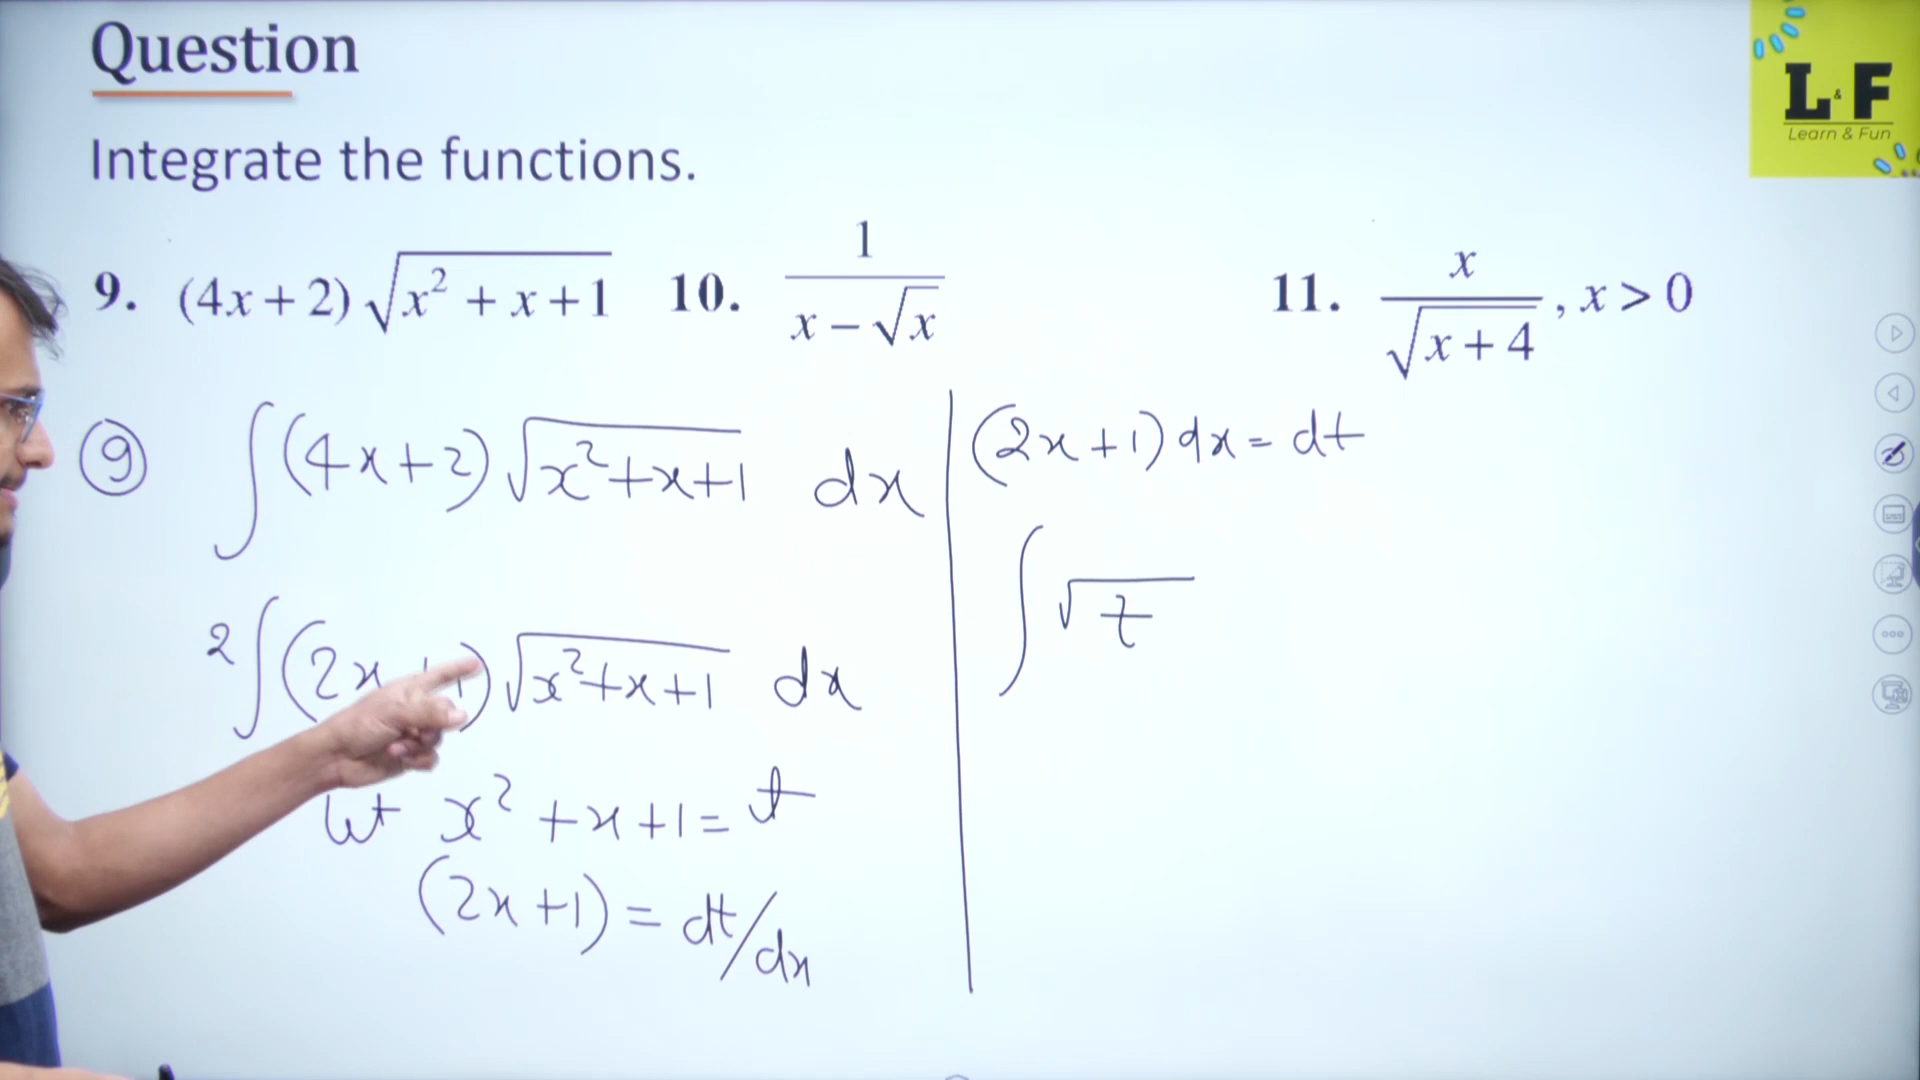 Question
L&F
Learn & Fun
Integrate the functions.
9. (4x + 2) √(x² + x + 1) 10. 1/(x − √x) 11. x/√(x + 4), x > 0
⑨ ∫(4x+2)√(x²+x+1) dx
2∫(2x+1)√(x²+x+1) dx
let x²+x+1 = t
(2x+1) = dt/dx
(2x+1) dx = dt
∫√t